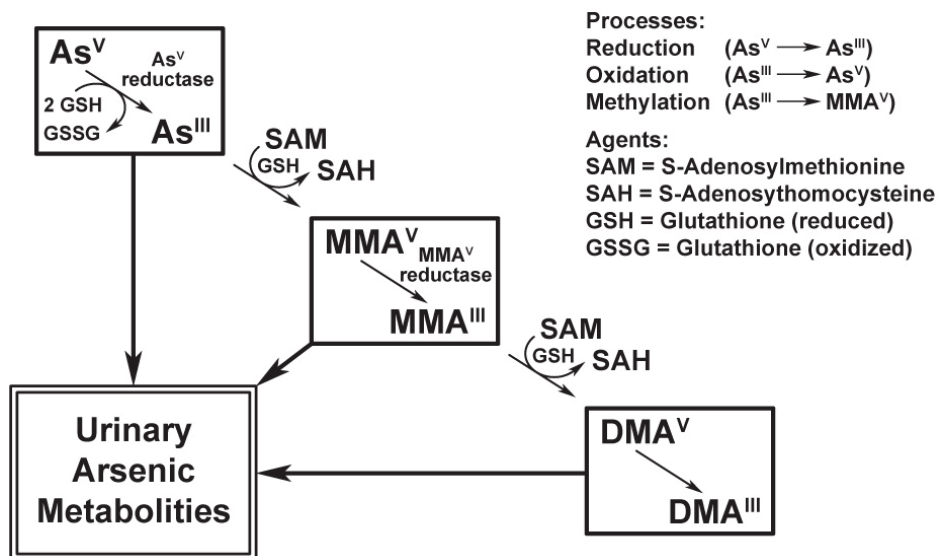 As^V
As^V
reductase
2 GSH
GSSG
As^III
SAM
GSH
SAH
MMA^V
MMA^V
reductase
MMA^III
SAM
GSH
SAH
DMA^V
DMA^III
Urinary
Arsenic
Metabolities
Processes:
Reduction (As^V ⟶ As^III)
Oxidation (As^III ⟶ As^V)
Methylation (As^III ⟶ MMA^V)
Agents:
SAM = S-Adenosylmethionine
SAH = S-Adenosythomocysteine
GSH = Glutathione (reduced)
GSSG = Glutathione (oxidized)